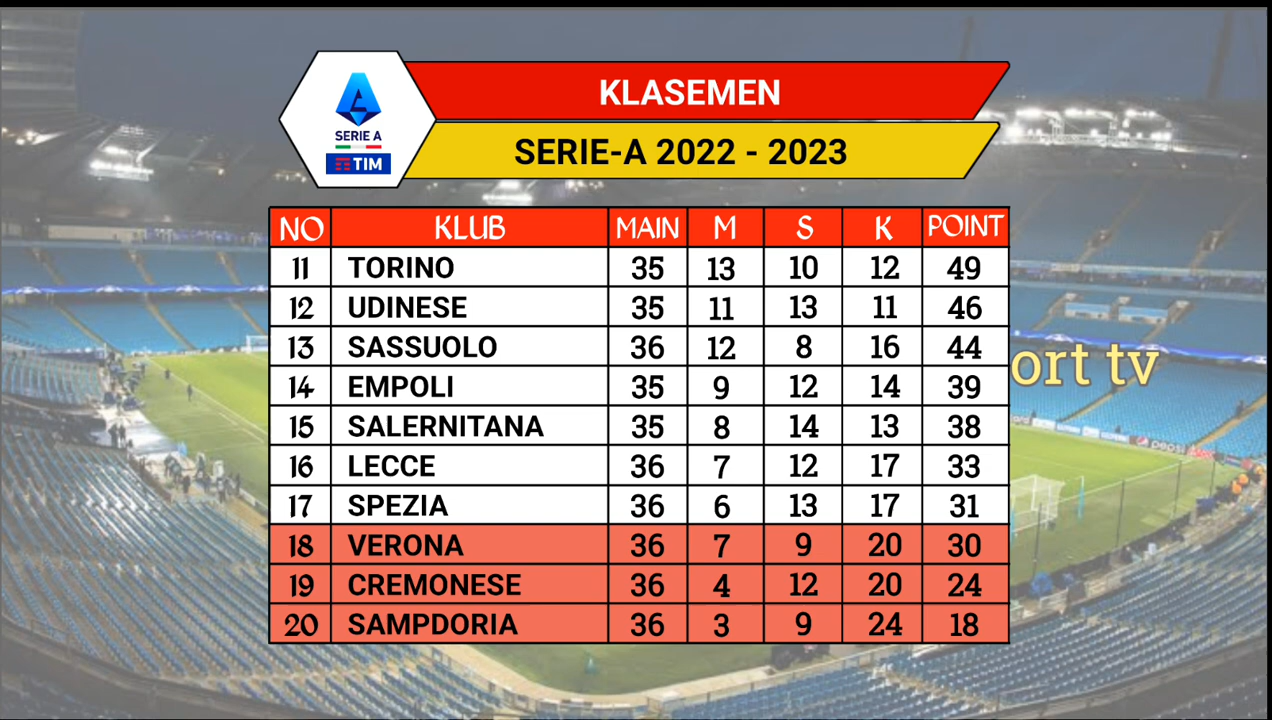 KLASEMEN
SERIE A
TIM
SERIE-A 2022 - 2023
NO KLUB MAIN M S K POINT
11 TORINO 35 13 10 12 49
12 UDINESE 35 11 13 11 46
13 SASSUOLO 36 12 8 16 44
14 EMPOLI 35 9 12 14 39
15 SALERNITANA 35 8 14 13 38
16 LECCE 36 7 12 17 33
17 SPEZIA 36 6 13 17 31
18 VERONA 36 7 9 20 30
19 CREMONESE 36 4 12 20 24
20 SAMPDORIA 36 3 9 24 18
ort tv
pepsi